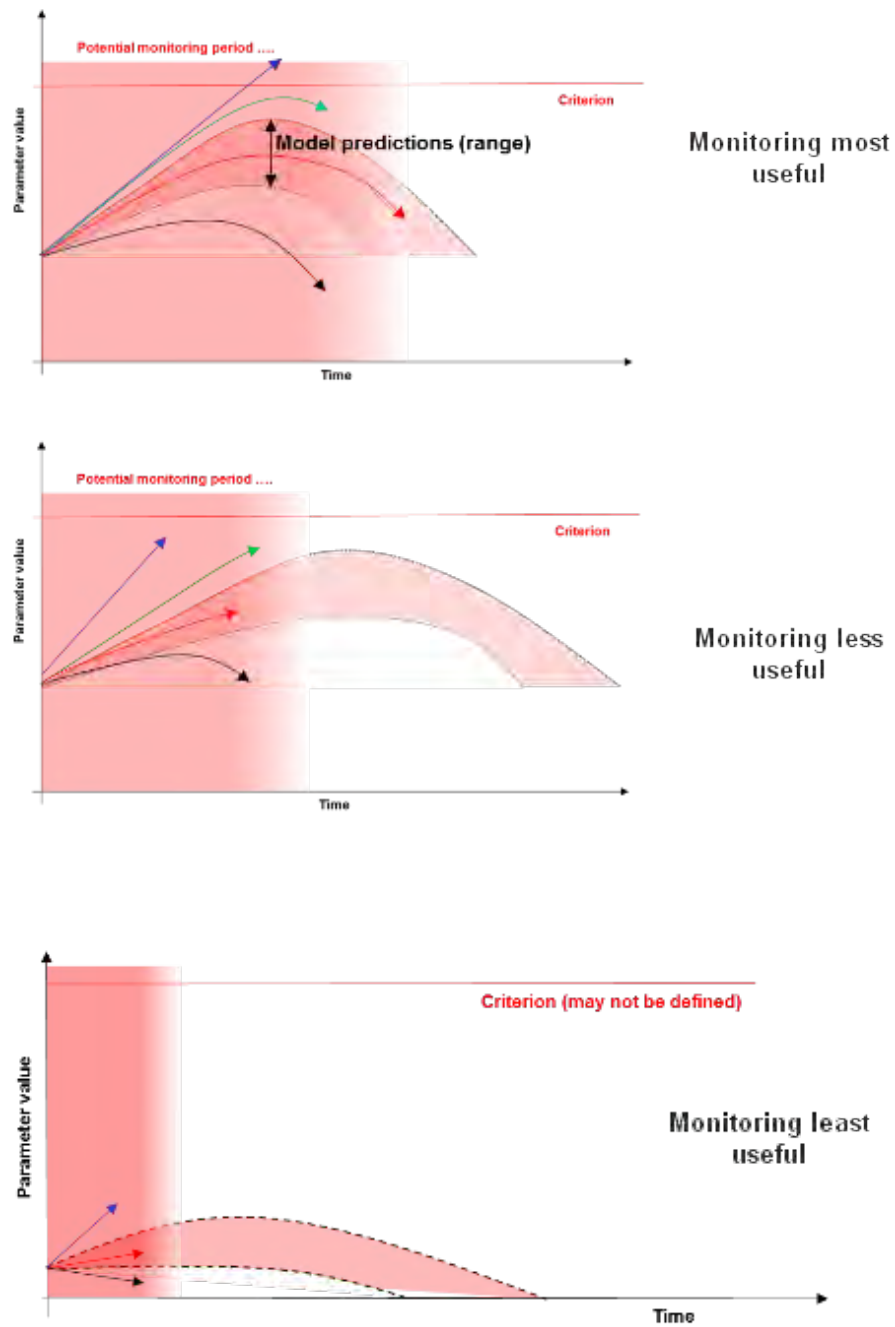 Potential monitoring period ....
Criterion
Parameter value
Model predictions (range)
Monitoring most
useful
Time
Potential monitoring period ....
Criterion
Parameter value
Monitoring less
useful
Time
Criterion (may not be defined)
Parameter value
Monitoring least
useful
Time